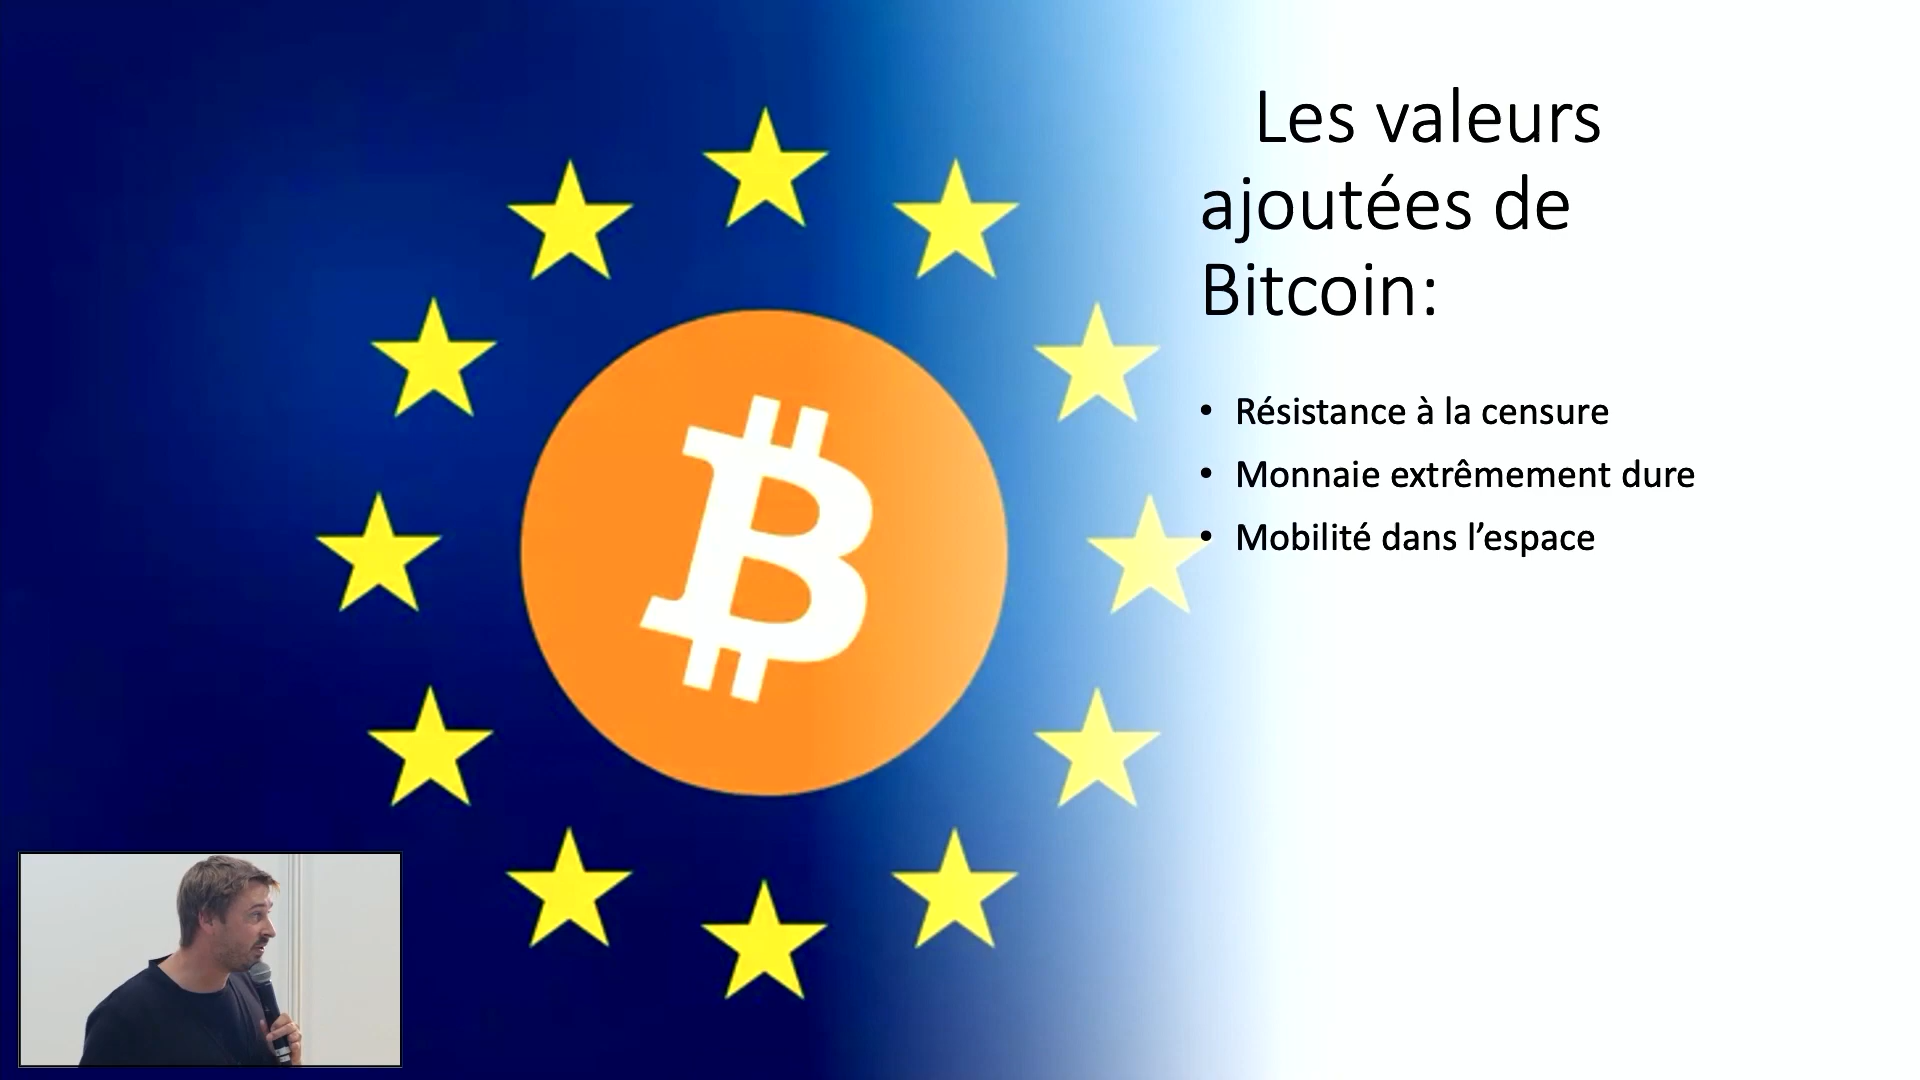 Les valeurs
ajoutées de
Bitcoin:
• Résistance à la censure
• Monnaie extrêmement dure
• Mobilité dans l’espace